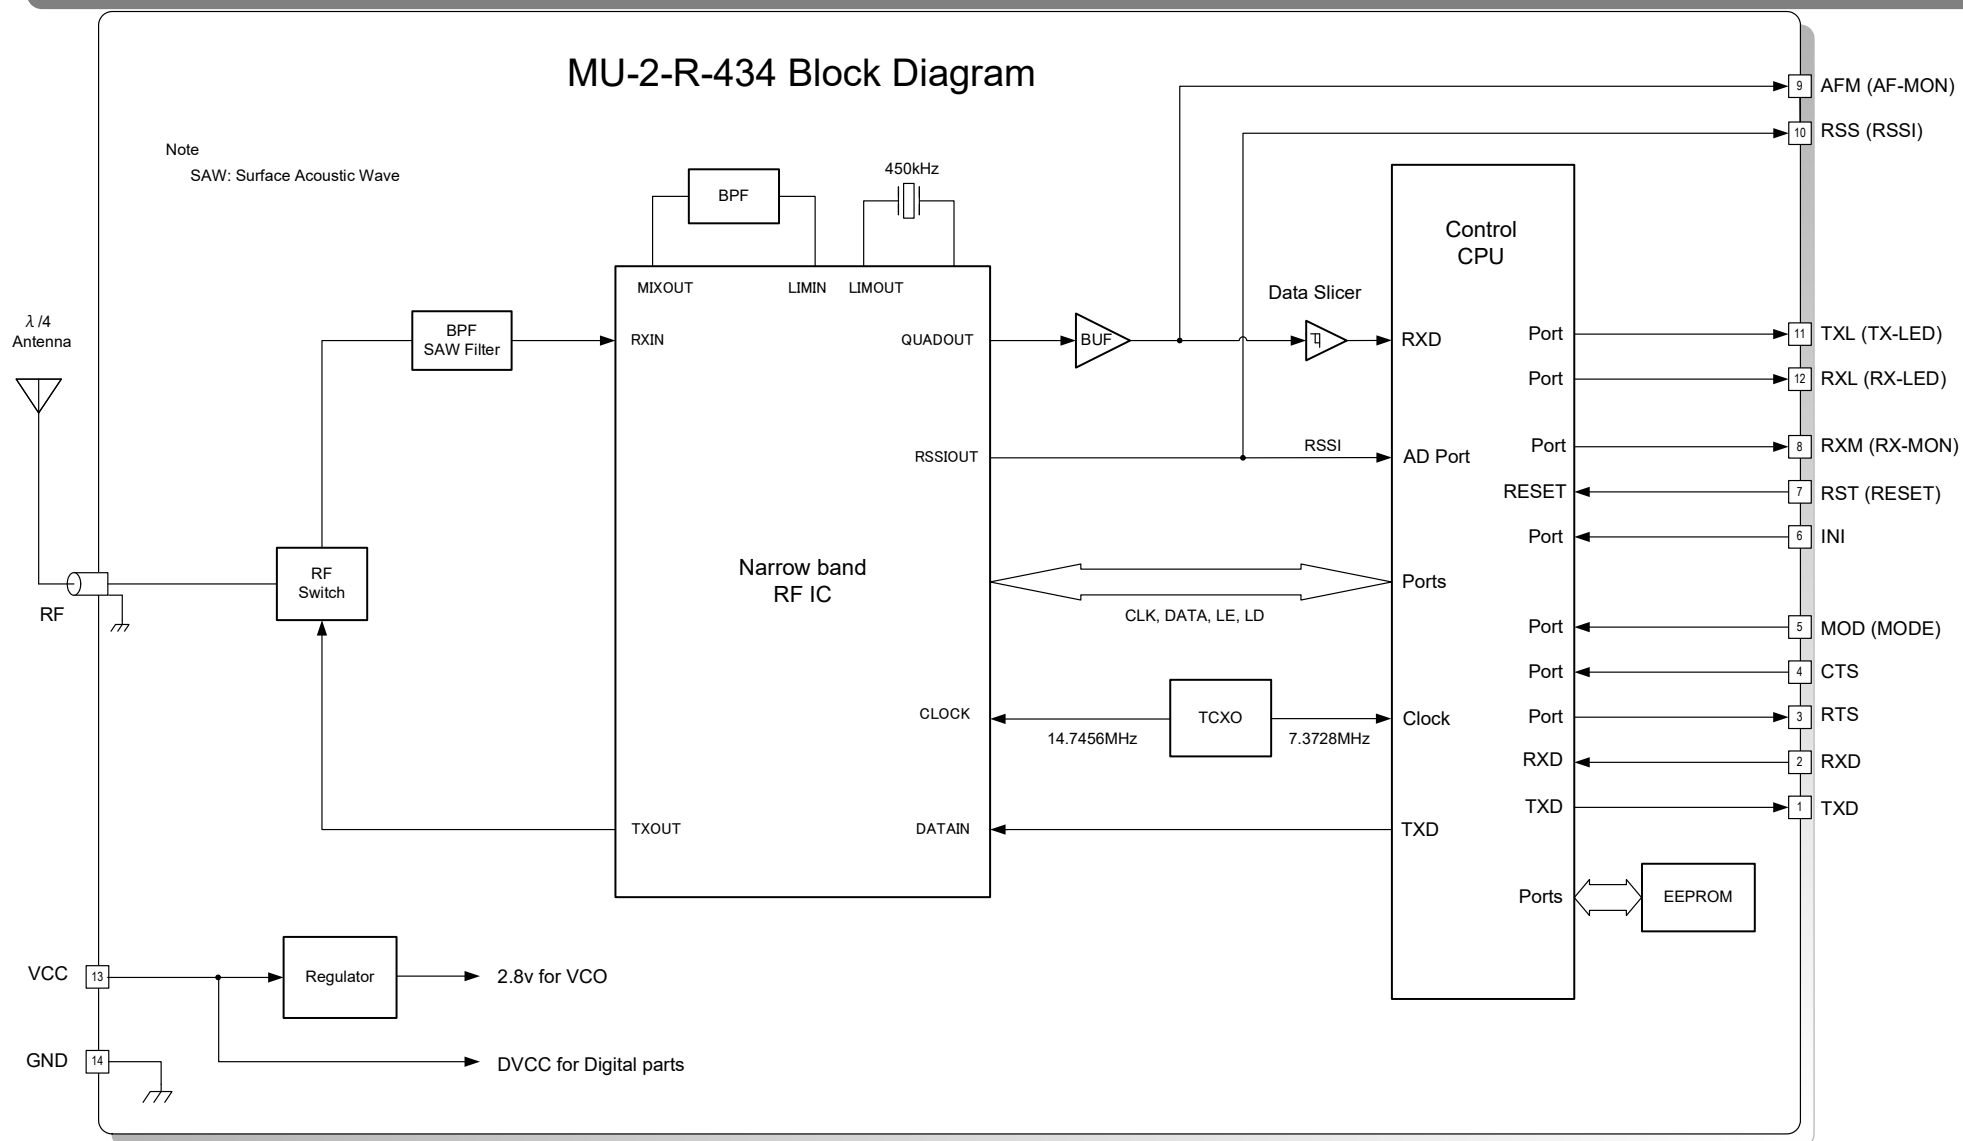 MU-2-R-434 Block Diagram
Note
SAW: Surface Acoustic Wave
λ/4
Antenna
RF
RF
Switch
BPF
SAW Filter
BPF
450kHz
MIXOUT
LIMIN
LIMOUT
RXIN
QUADOUT
RSSIOUT
Narrow band
RF IC
CLOCK
TXOUT
DATAIN
BUF
Data Slicer
RSSI
CLK, DATA, LE, LD
TCXO
14.7456MHz
7.3728MHz
Control
CPU
RXD
AD Port
Ports
Clock
TXD
Port
Port
Port
RESET
Port
Port
Port
Port
RXD
TXD
Ports
EEPROM
9 AFM (AF-MON)
10 RSS (RSSI)
11 TXL (TX-LED)
12 RXL (RX-LED)
8 RXM (RX-MON)
7 RST (RESET)
6 INI
5 MOD (MODE)
4 CTS
3 RTS
2 RXD
1 TXD
VCC 13
Regulator
2.8v for VCO
GND 14
DVCC for Digital parts